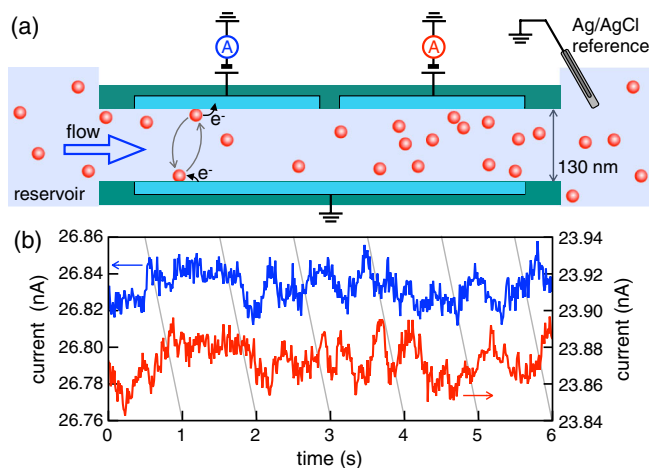 (a)
A
A
Ag/AgCl
reference
e-
flow
e-
130 nm
reservoir
(b)
26.86
26.84
26.82
26.80
26.78
26.76
current (nA)
23.94
23.92
23.90
23.88
23.86
23.84
current (nA)
0
1
2
3
4
5
6
time (s)